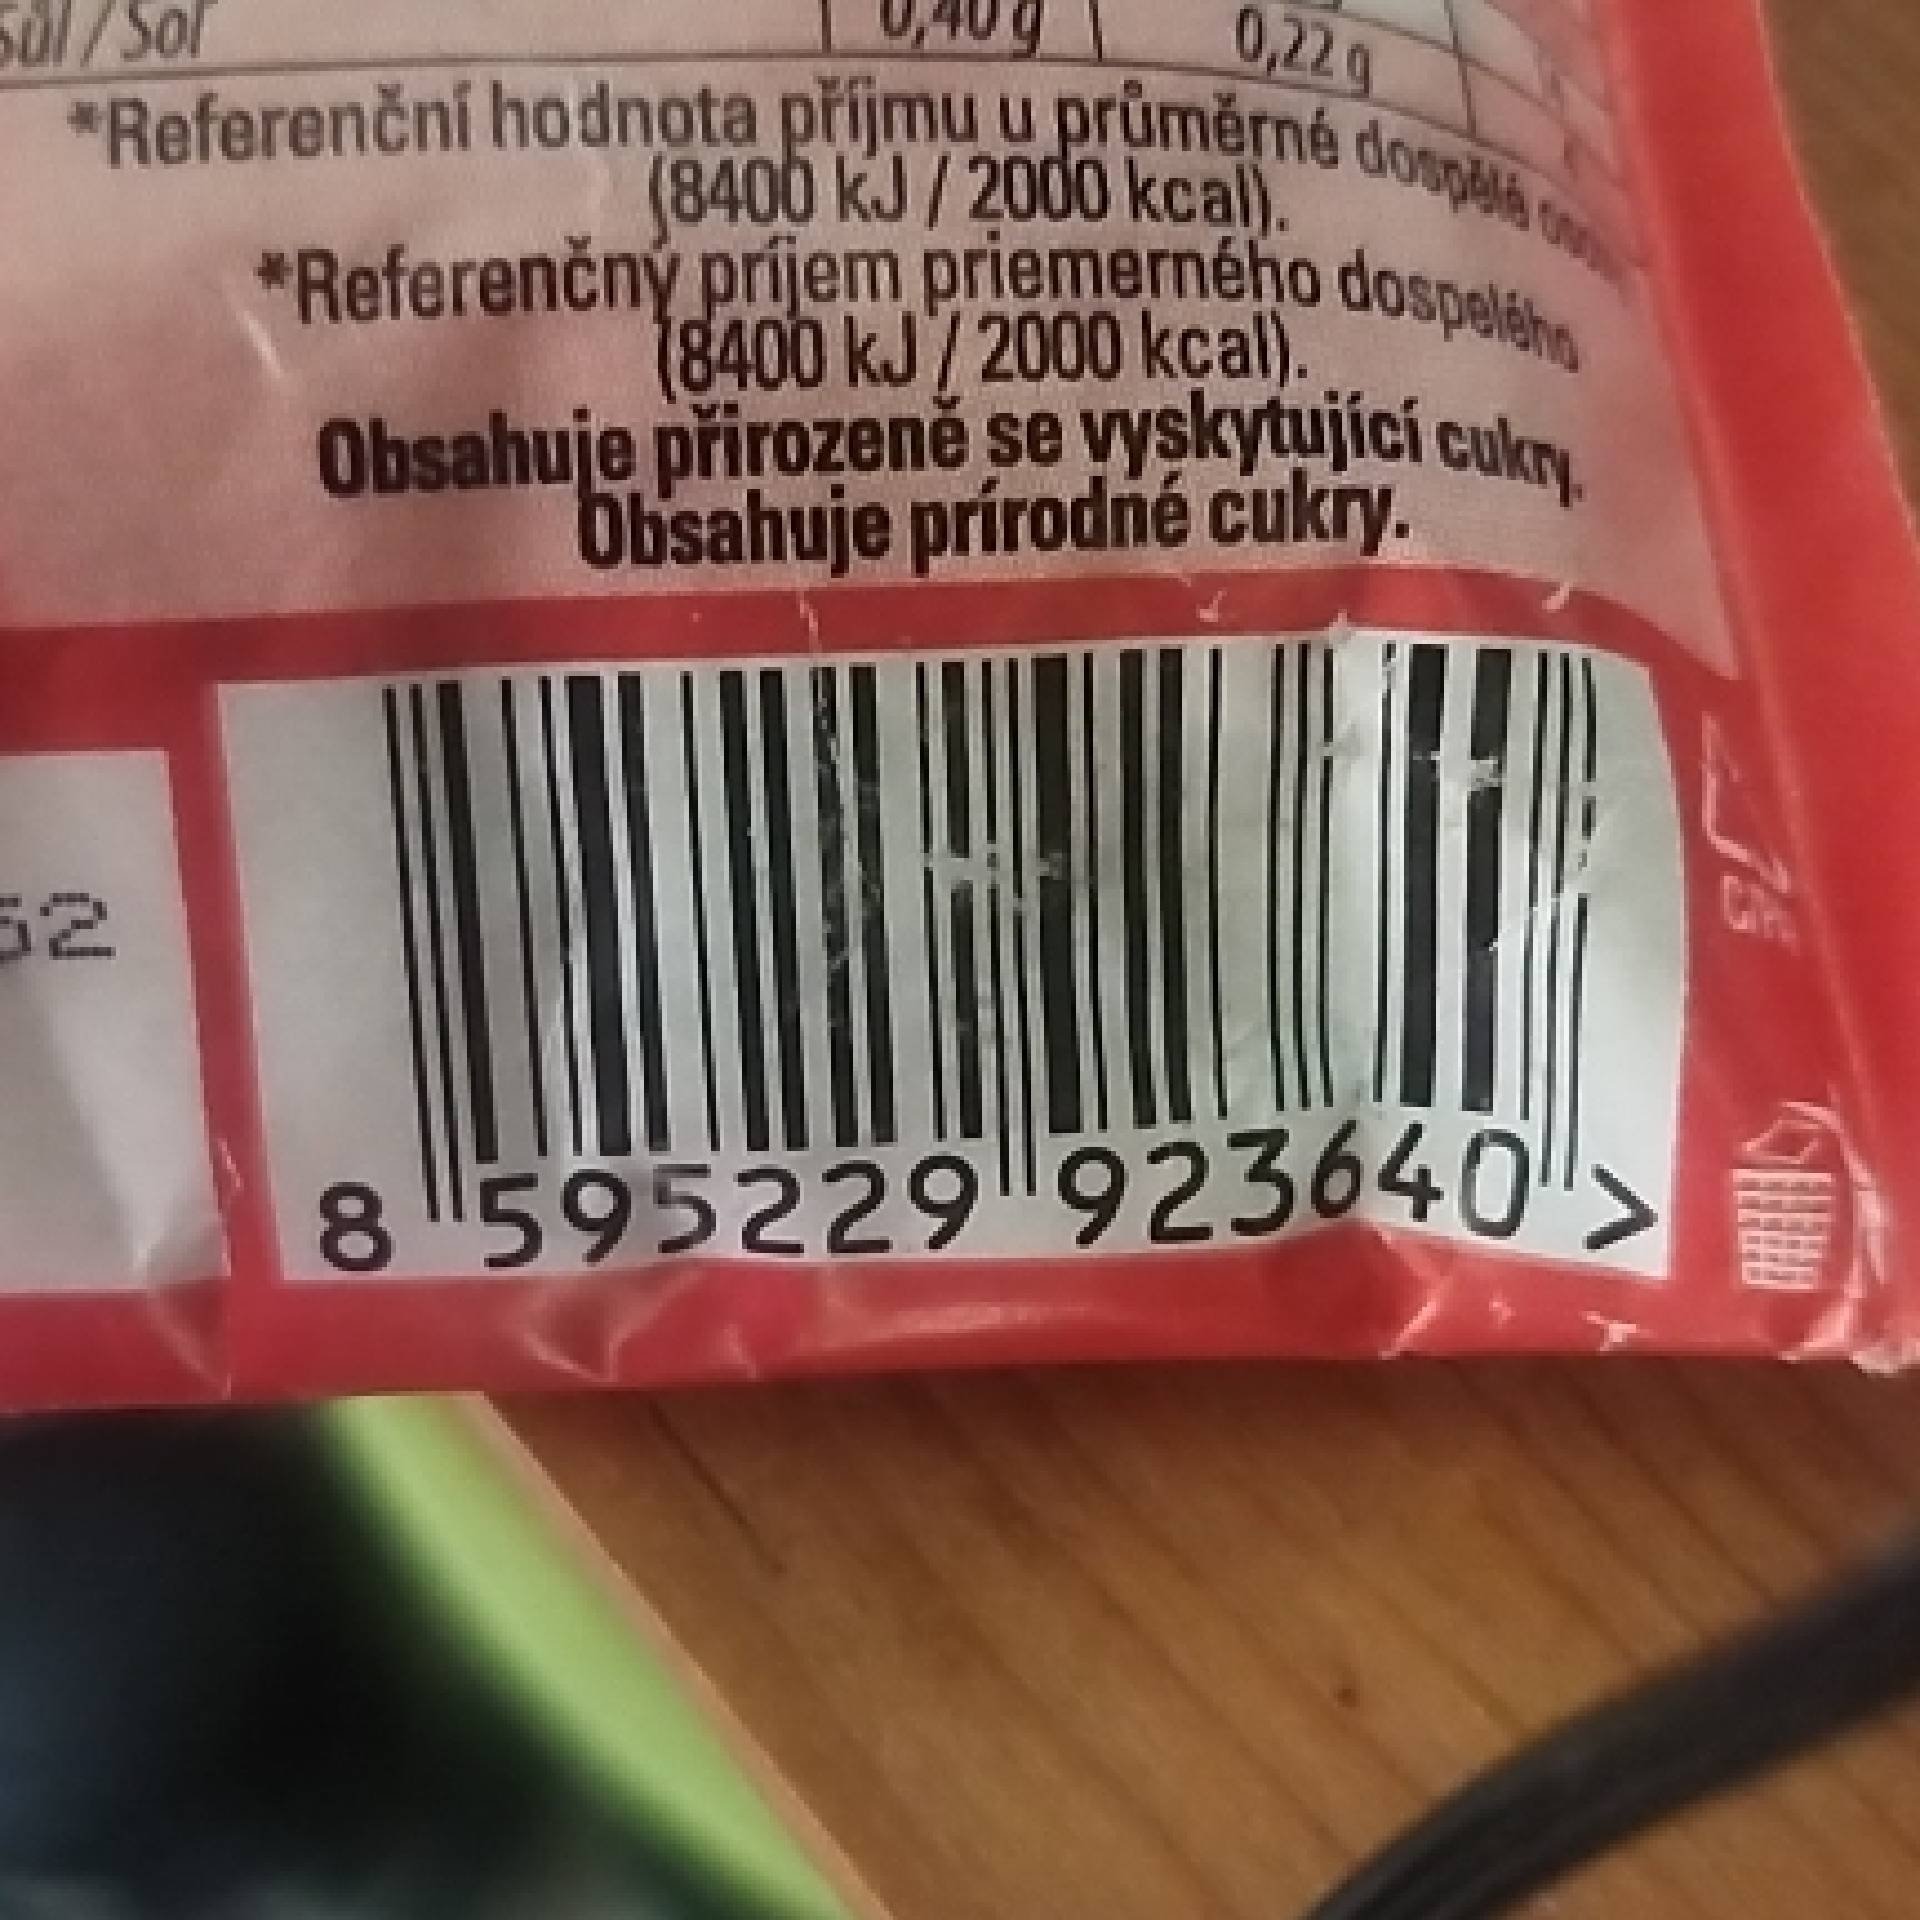 Sůl / Soľ 0,40 g 0,22 g
*Referenční hodnota příjmu u průměrné dospělé
(8400 kJ / 2000 kcal).
*Referenčný príjem priemerného dospelého
(8400 kJ / 2000 kcal).
Obsahuje přirozeně se vyskytující cukry.
Obsahuje prírodné cukry.
52
8 595229 923640 >